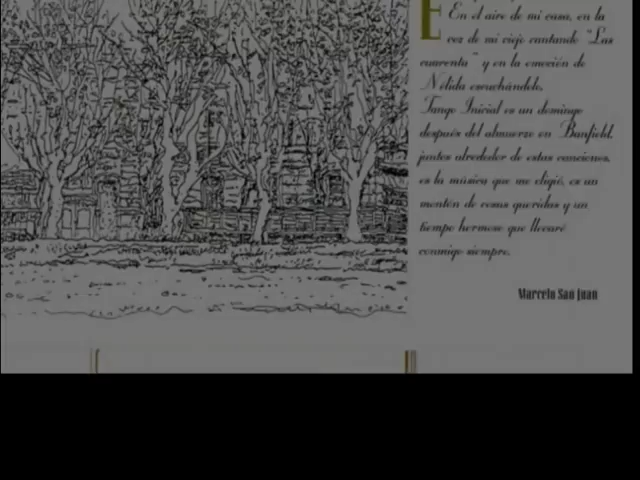 E
En el aire de mi casa, en la
voz de mi viejo cantando "Las
cuarenta" y en la emoción de
Nélida escuchándolo.
Tango Inicial es un domingo
después del almuerzo en Banfield,
juntos alrededor de estas canciones,
es la música que me eligió, es un
montón de cosas queridas y un
tiempo hermoso que llevaré
conmigo siempre.
Marcelo San Juan